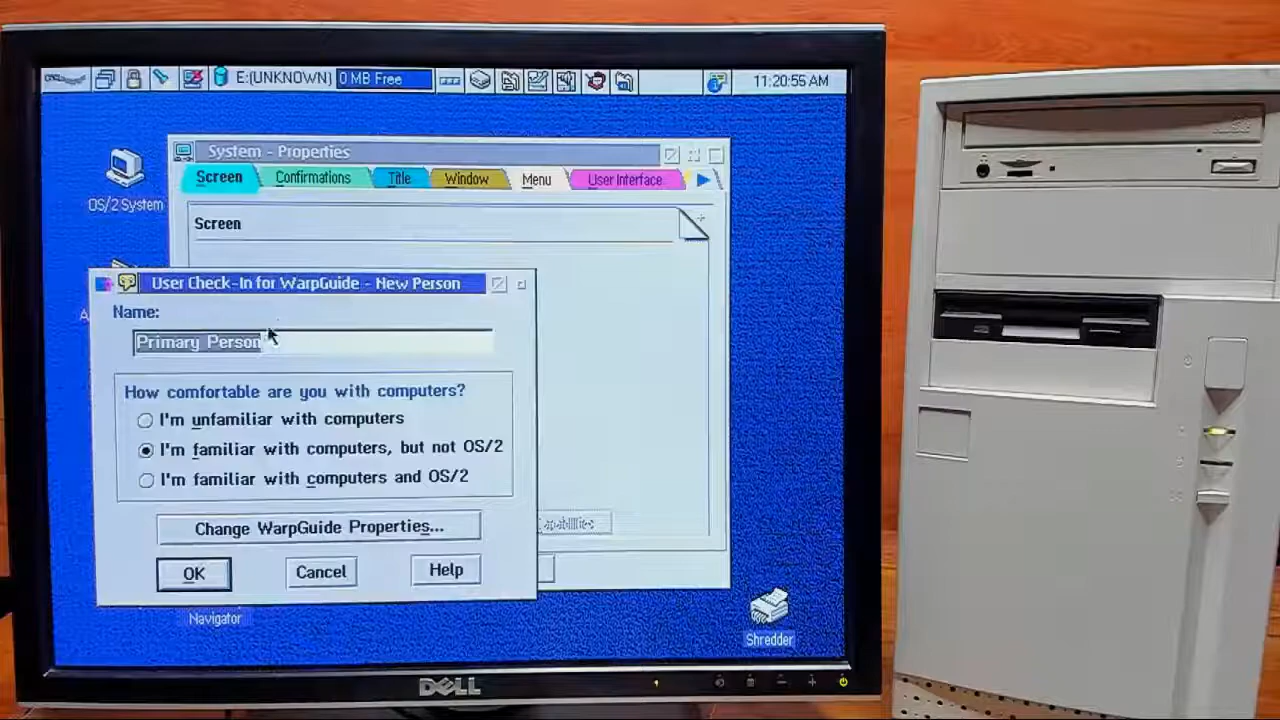 E:(UNKNOWN) 0 MB Free 11:20:55 AM
OS/2 System
System - Properties
Screen Confirmations Title Window Menu User Interface
Screen
User Check-In for WarpGuide - New Person
Name:
Primary Person
How comfortable are you with computers?
I'm unfamiliar with computers
I'm familiar with computers, but not OS/2
I'm familiar with computers and OS/2
Change WarpGuide Properties...
OK Cancel Help
Navigator
Shredder
DELL